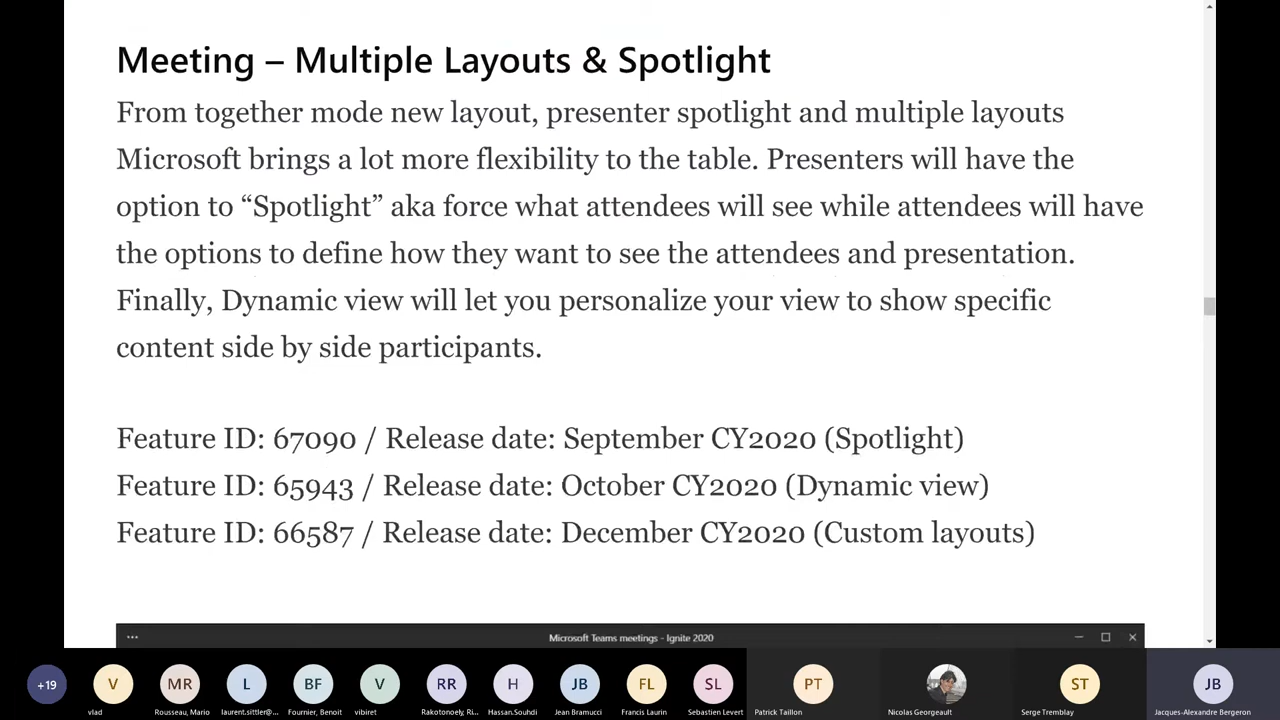 Meeting – Multiple Layouts & Spotlight
From together mode new layout, presenter spotlight and multiple layouts
Microsoft brings a lot more flexibility to the table. Presenters will have the
option to “Spotlight” aka force what attendees will see while attendees will have
the options to define how they want to see the attendees and presentation.
Finally, Dynamic view will let you personalize your view to show specific
content side by side participants.
Feature ID: 67090 / Release date: September CY2020 (Spotlight)
Feature ID: 65943 / Release date: October CY2020 (Dynamic view)
Feature ID: 66587 / Release date: December CY2020 (Custom layouts)
Microsoft Teams meetings - Ignite 2020
+19 V MR L BF V RR H JB FL SL PT ST JB
vlad Rousseau, Mario laurent.sittler@... Fournier, Benoit vibiret Rakotonoely, Ri... Hassan.Souhdi Jean Bramucci Francis Laurin Sebastien Levert Patrick Taillon Nicolas Georgeault Serge Tremblay Jacques-Alexandre Bergeron